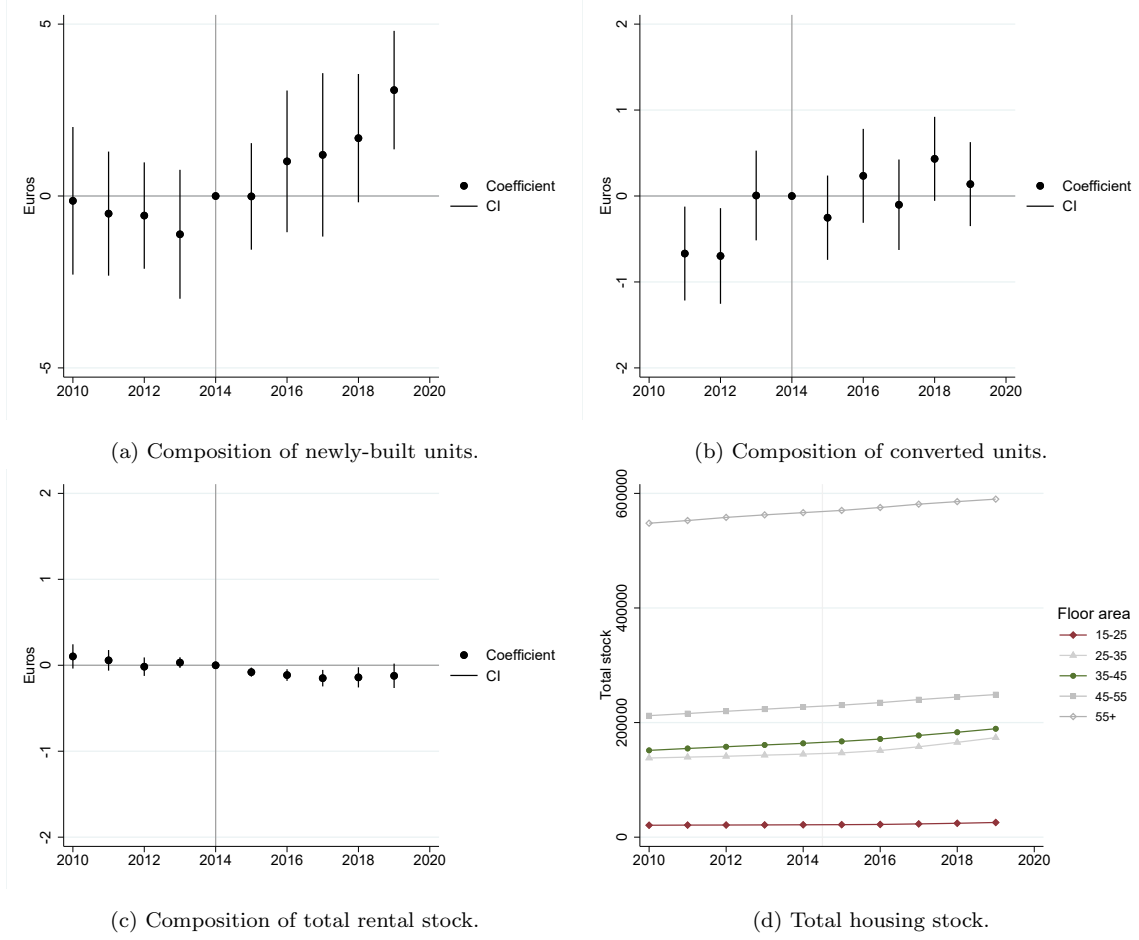 5
0
-5
Euros
2010 2012 2014 2016 2018 2020
Coefficient
CI
(a) Composition of newly-built units.
2
1
0
-1
-2
Euros
2010 2012 2014 2016 2018 2020
Coefficient
CI
(b) Composition of converted units.
2
1
0
-1
-2
Euros
2010 2012 2014 2016 2018 2020
Coefficient
CI
(c) Composition of total rental stock.
600000
400000
200000
0
Total stock
2010 2012 2014 2016 2018 2020
Floor area
15-25
25-35
35-45
45-55
55+
(d) Total housing stock.